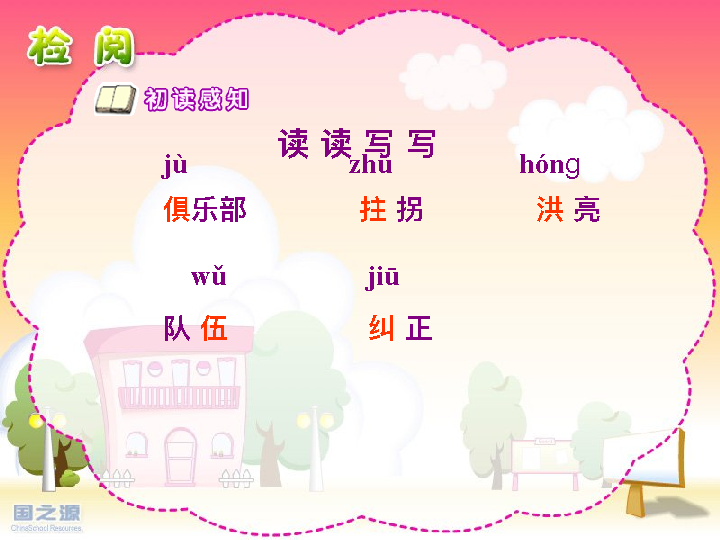 检 阅
初读感知
读 读 写 写
jù zhǔ hóng
俱乐部 拄 拐 洪 亮
wǔ jiū
队 伍 纠 正
国之源
ChinaSchool Resources